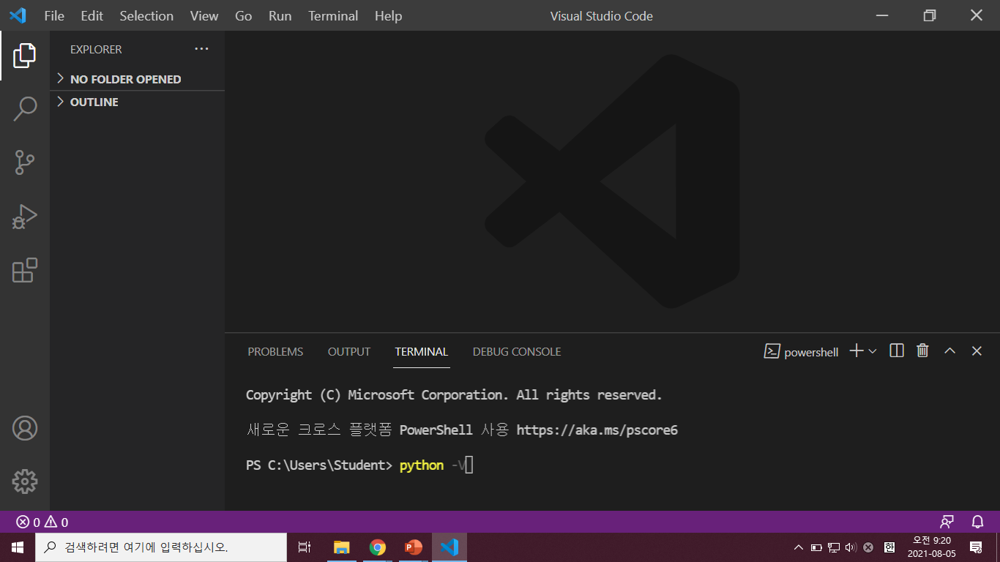 File Edit Selection View Go Run Terminal Help Visual Studio Code
EXPLORER
NO FOLDER OPENED
OUTLINE
PROBLEMS OUTPUT TERMINAL DEBUG CONSOLE powershell
Copyright (C) Microsoft Corporation. All rights reserved.
새로운 크로스 플랫폼 PowerShell 사용 https://aka.ms/pscore6
PS C:\Users\Student> python -V
0 0
검색하려면 여기에 입력하십시오.
한
오전 9:20
2021-08-05